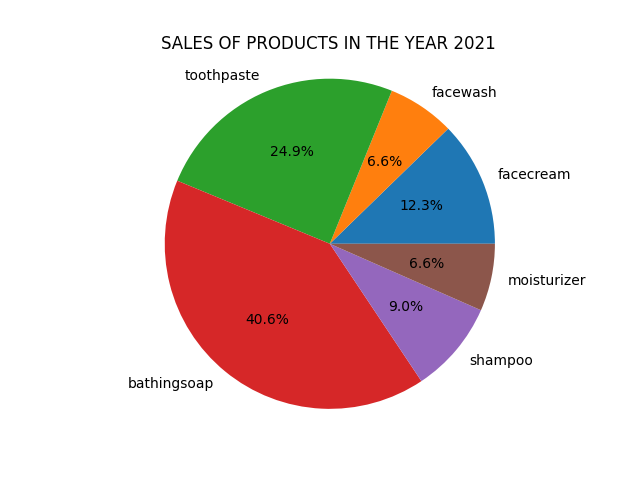 SALES OF PRODUCTS IN THE YEAR 2021
toothpaste
facewash
24.9%
6.6%
facecream
12.3%
6.6%
moisturizer
9.0%
40.6%
shampoo
bathingsoap